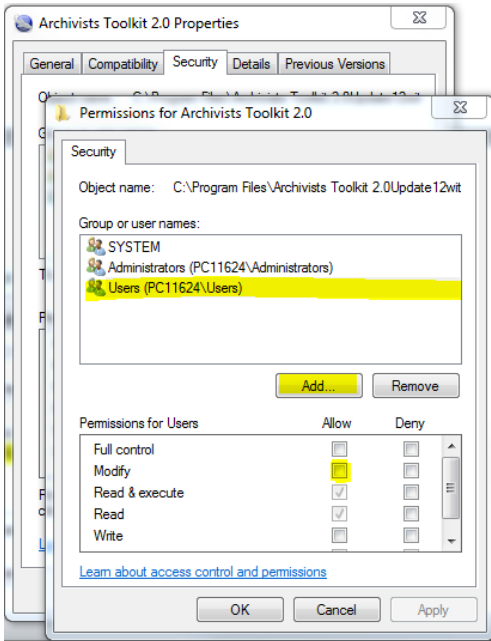 Archivists Toolkit 2.0 Properties
General Compatibility Security Details Previous Versions
Permissions for Archivists Toolkit 2.0
Security
Object name: C:\Program Files\Archivists Toolkit 2.0Update12wit
Group or user names:
SYSTEM
Administrators (PC11624\Administrators)
Users (PC11624\Users)
Add... Remove
Permissions for Users Allow Deny
Full control
Modify
Read & execute
Read
Write
Learn about access control and permissions
OK Cancel Apply